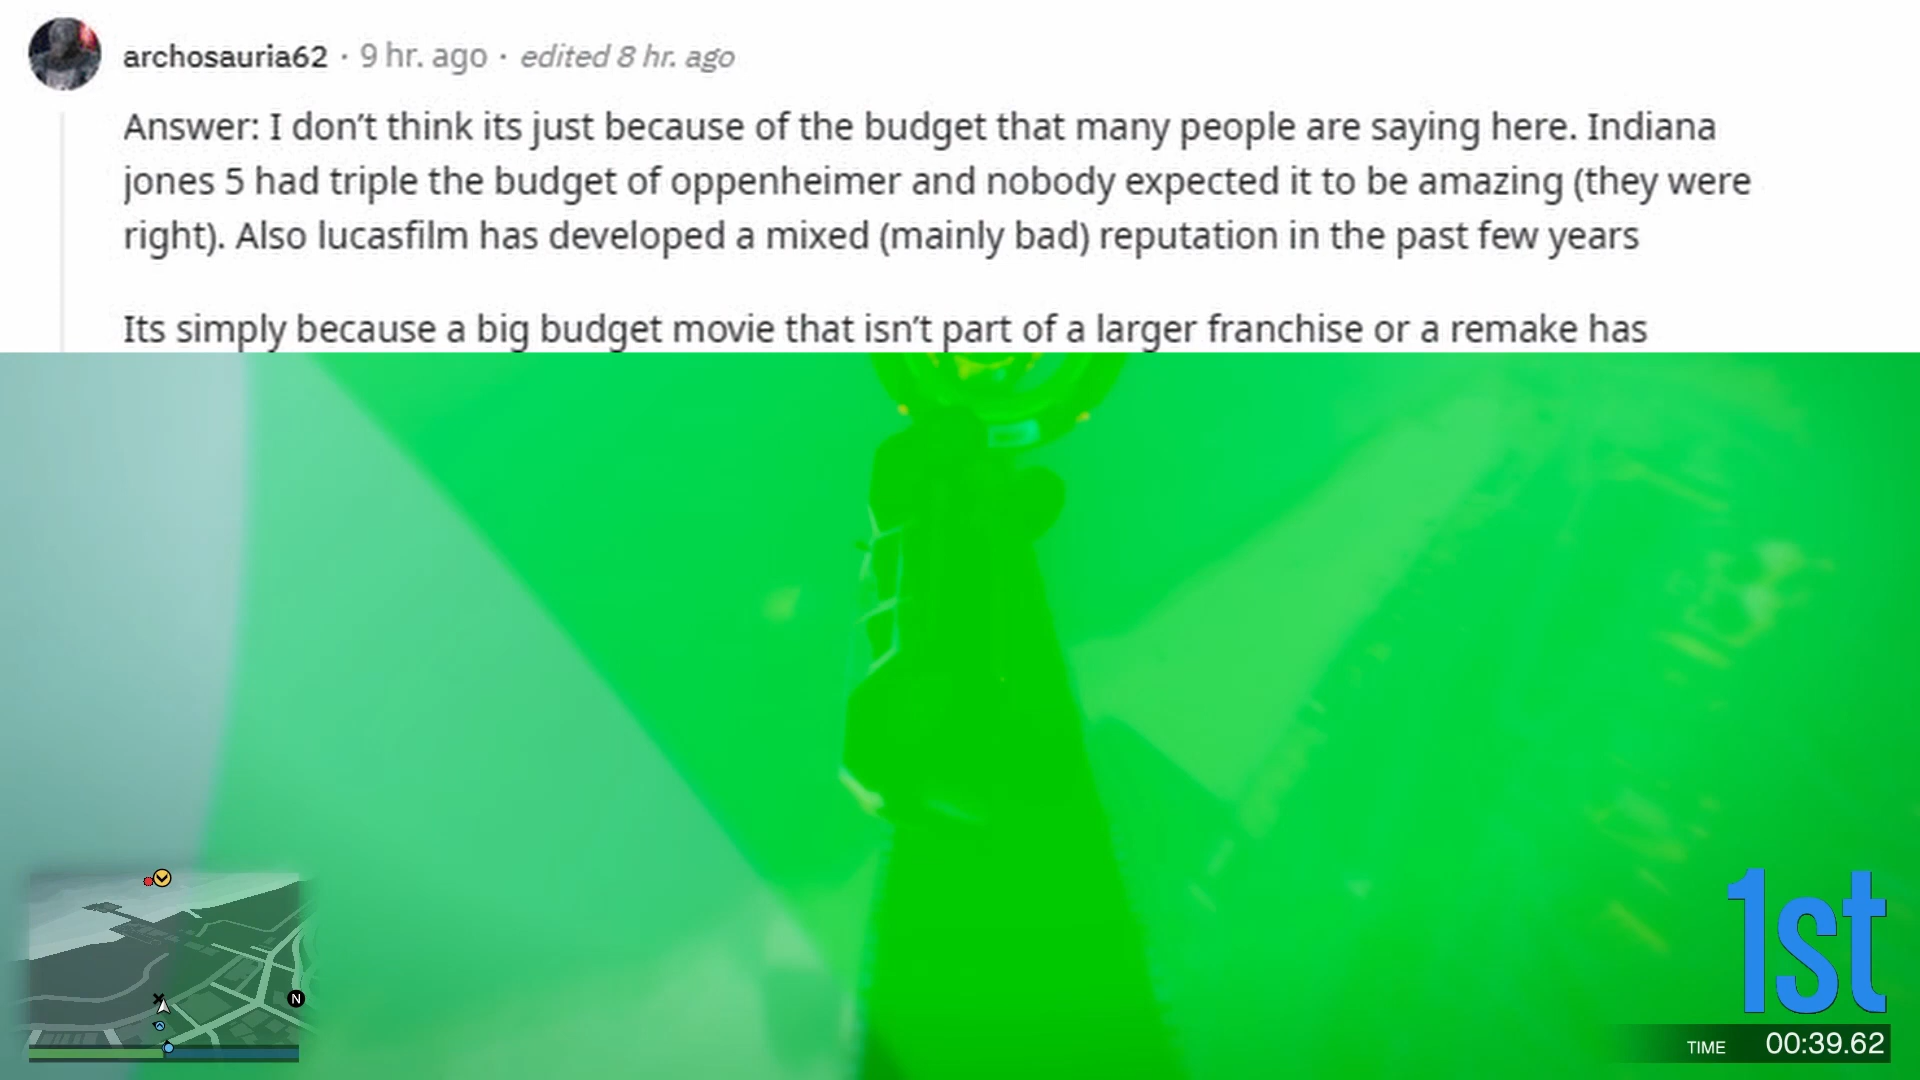 archosauria62 · 9 hr. ago · edited 8 hr. ago
Answer: I don't think its just because of the budget that many people are saying here. Indiana
jones 5 had triple the budget of oppenheimer and nobody expected it to be amazing (they were
right). Also lucasfilm has developed a mixed (mainly bad) reputation in the past few years
Its simply because a big budget movie that isn't part of a larger franchise or a remake has
N
1st
TIME 00:39.62